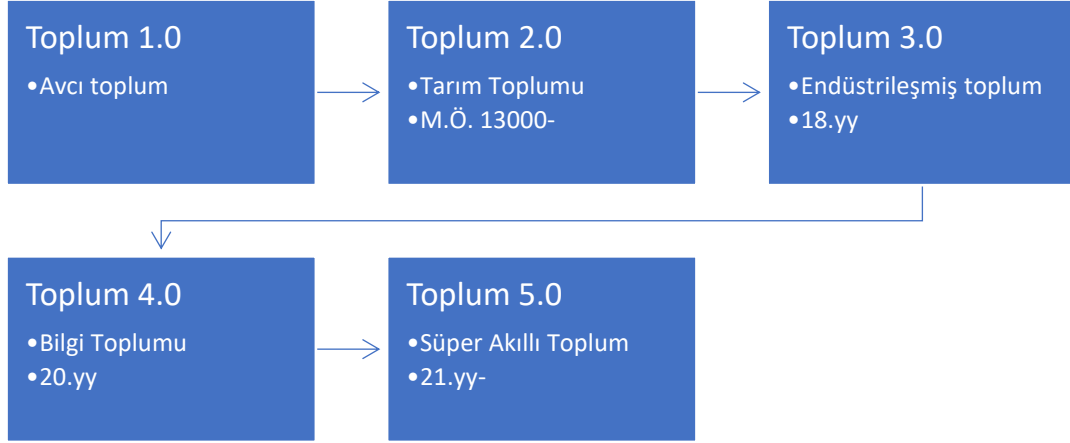 Toplum 1.0
•Avcı toplum
Toplum 2.0
•Tarım Toplumu
•M.Ö. 13000-
Toplum 3.0
•Endüstrileşmiş toplum
•18.yy
Toplum 4.0
•Bilgi Toplumu
•20.yy
Toplum 5.0
•Süper Akıllı Toplum
•21.yy-